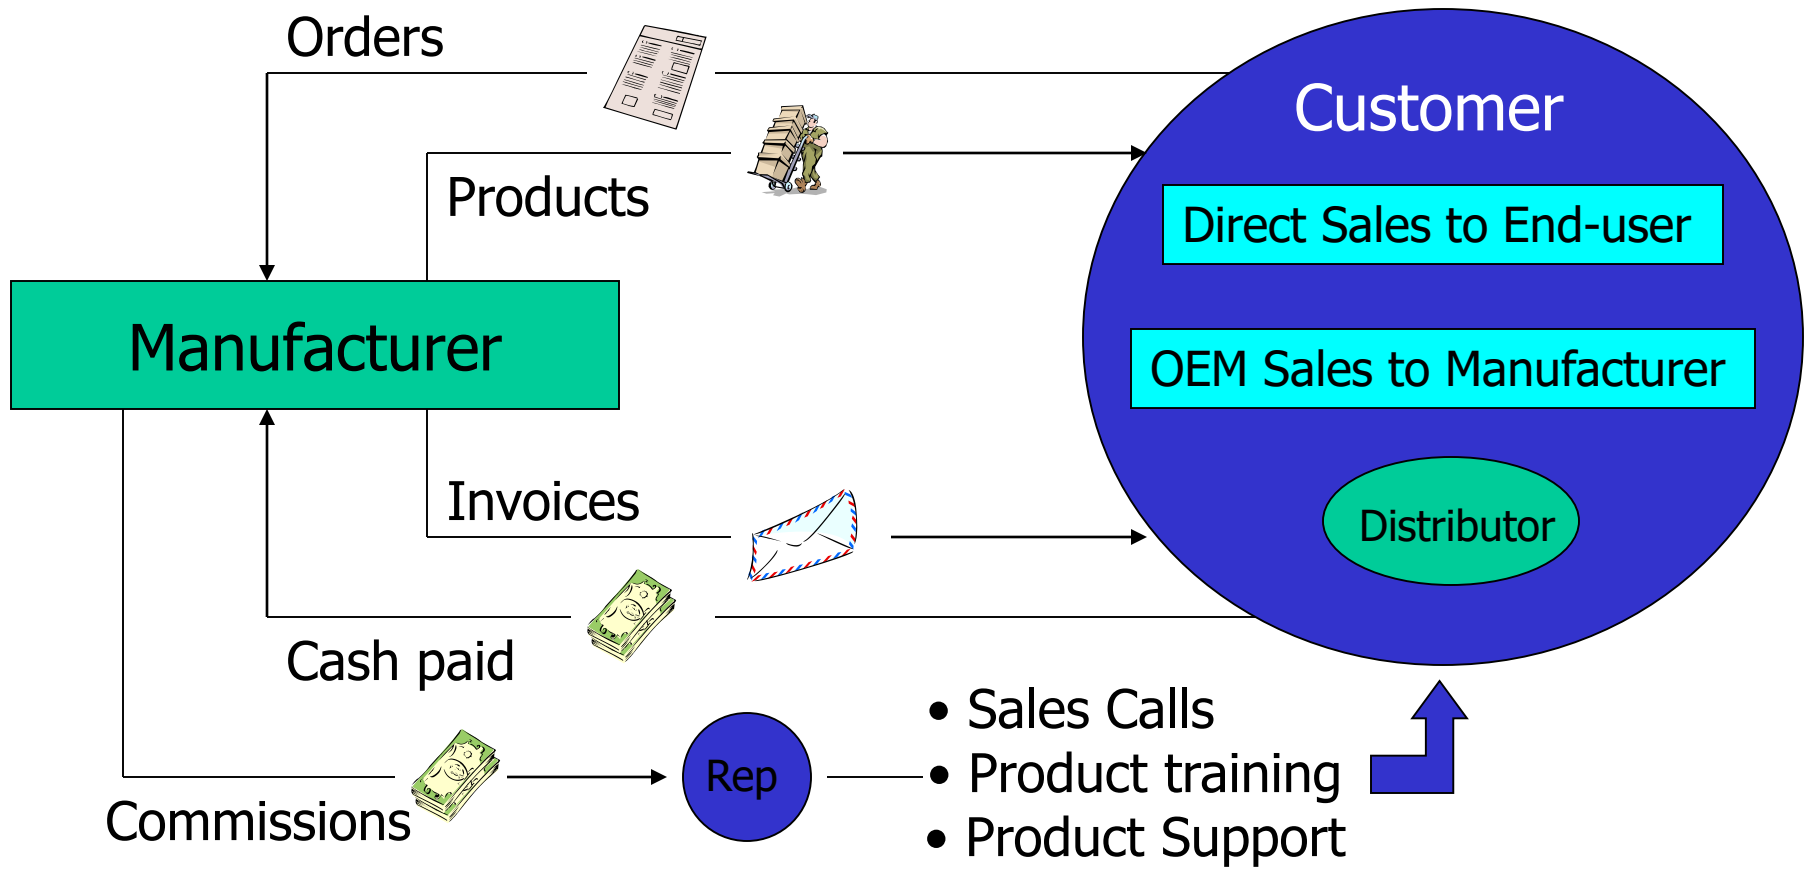 Orders
Customer
Products
Direct Sales to End-user
Manufacturer
OEM Sales to Manufacturer
Invoices
Distributor
Cash paid
• Sales Calls
Rep
• Product training
Commissions
• Product Support